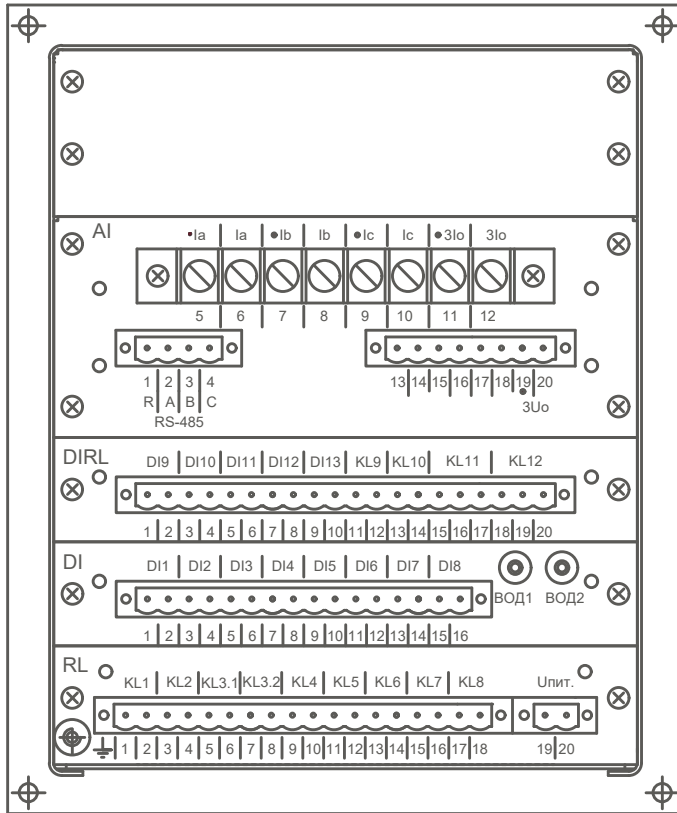 AI
•Ia Ia •Ib Ib •Ic Ic •3Io 3Io
5 6 7 8 9 10 11 12
1 2 3 4 13 14 15 16 17 18 19 20
R A B C •3Uo
RS-485
DIRL
DI9 DI10 DI11 DI12 DI13 KL9 KL10 KL11 KL12
1 2 3 4 5 6 7 8 9 10 11 12 13 14 15 16 17 18 19 20
DI
DI1 DI2 DI3 DI4 DI5 DI6 DI7 DI8
ВОД1 ВОД2
1 2 3 4 5 6 7 8 9 10 11 12 13 14 15 16
RL
KL1 KL2 KL3.1 KL3.2 KL4 KL5 KL6 KL7 KL8 Uпит.
1 2 3 4 5 6 7 8 9 10 11 12 13 14 15 16 17 18 19 20